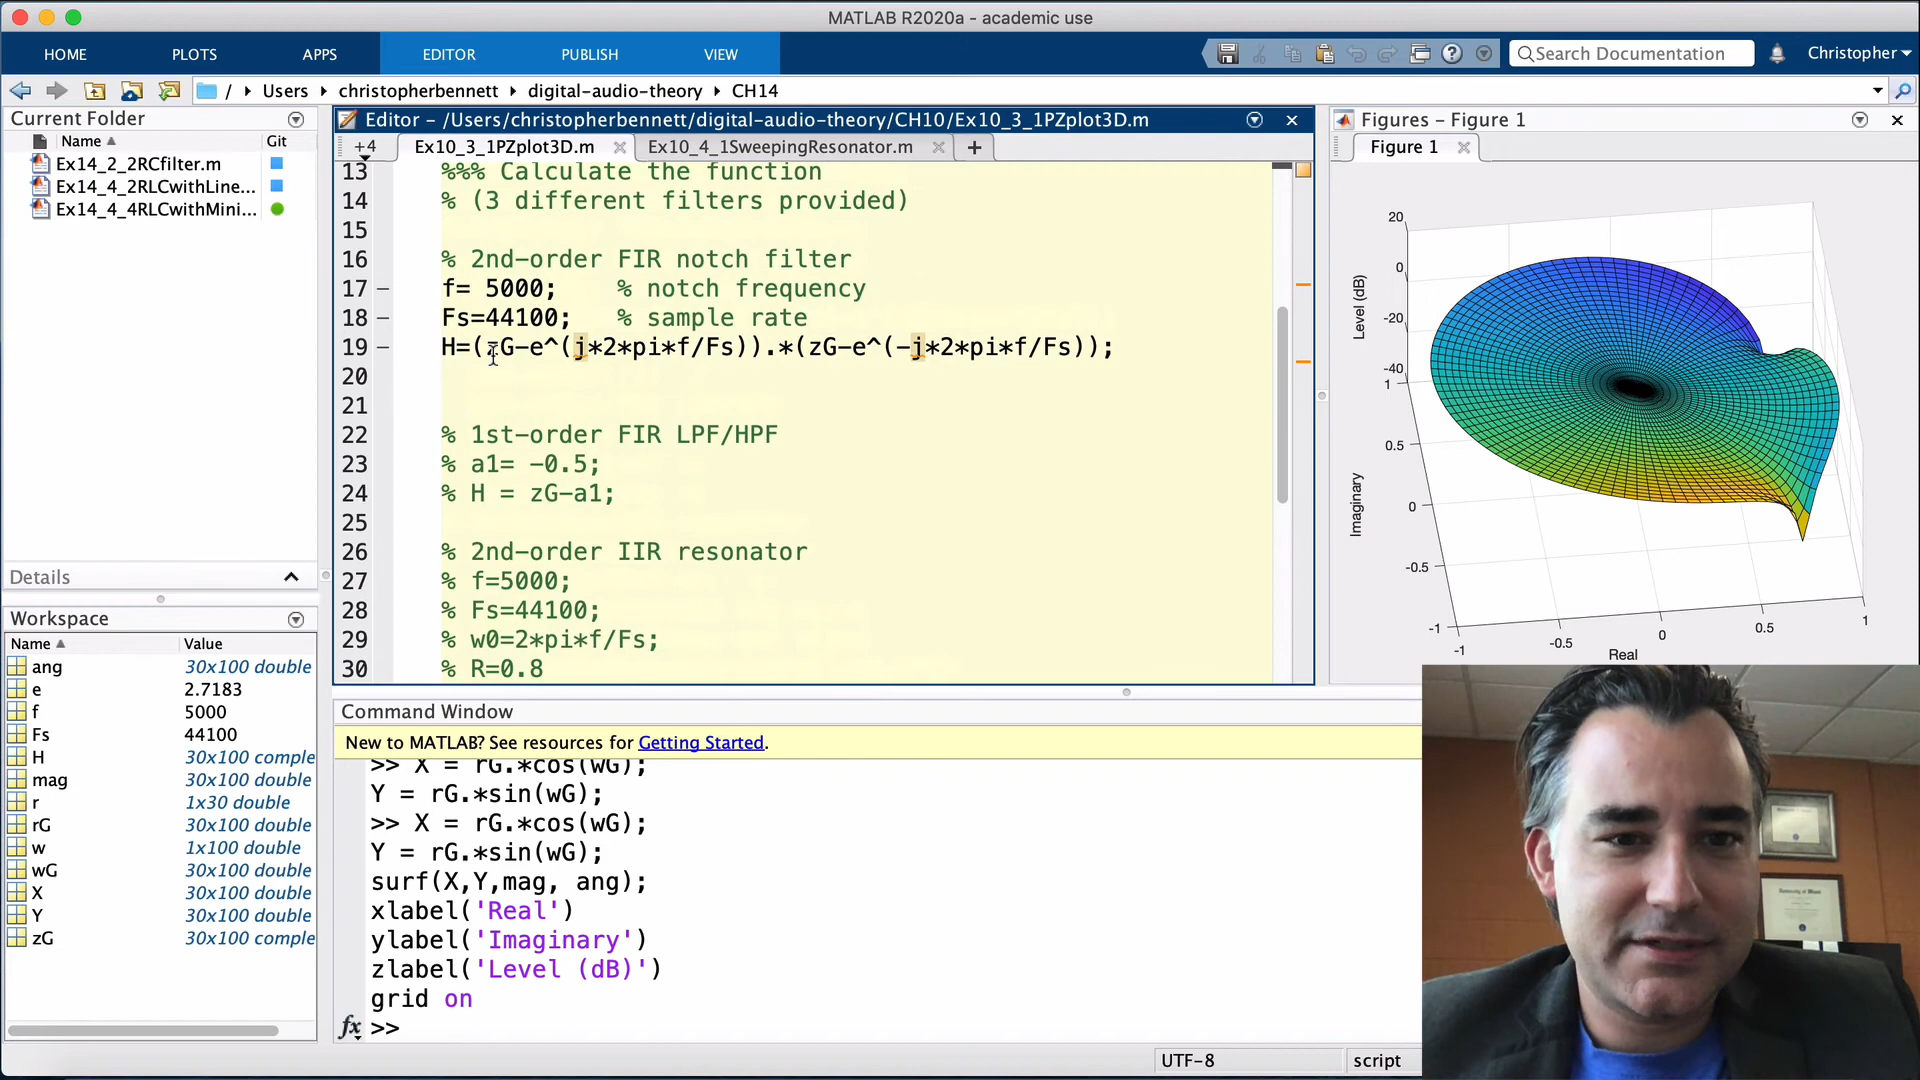 MATLAB R2020a - academic use
HOME
PLOTS
APPS
EDITOR
PUBLISH
VIEW
Search Documentation
Christopher
/ Users christopherbennett digital-audio-theory CH14
Current Folder
Name
Git
Ex14_2_2RCfilter.m
Ex14_4_2RLCwithLine...
Ex14_4_4RLCwithMini...
Details
Workspace
Name
Value
ang 30x100 double
e 2.7183
f 5000
Fs 44100
H 30x100 comple
mag 30x100 double
r 1x30 double
rG 30x100 double
w 1x100 double
wG 30x100 double
X 30x100 double
Y 30x100 double
zG 30x100 comple
Editor - /Users/christopherbennett/digital-audio-theory/CH10/Ex10_3_1PZplot3D.m
+4
Ex10_3_1PZplot3D.m
Ex10_4_1SweepingResonator.m
13 %%% Calculate the function
14 % (3 different filters provided)
15
16 % 2nd-order FIR notch filter
17 – f= 5000; % notch frequency
18 – Fs=44100; % sample rate
19 – H=(zG-e^(j*2*pi*f/Fs)).*(zG-e^(-j*2*pi*f/Fs));
20
21
22 % 1st-order FIR LPF/HPF
23 % a1= -0.5;
24 % H = zG-a1;
25
26 % 2nd-order IIR resonator
27 % f=5000;
28 % Fs=44100;
29 % w0=2*pi*f/Fs;
30 % R=0.8
Command Window
New to MATLAB? See resources for Getting Started.
>> X = rG.*cos(wG);
Y = rG.*sin(wG);
>> X = rG.*cos(wG);
Y = rG.*sin(wG);
surf(X,Y,mag, ang);
xlabel('Real')
ylabel('Imaginary')
zlabel('Level (dB)')
grid on
fx >>
UTF-8
script
Figures - Figure 1
Figure 1
20
0
-20
-40
Level (dB)
1
0.5
0
-0.5
-1
Imaginary
-1
-0.5
0
0.5
1
Real